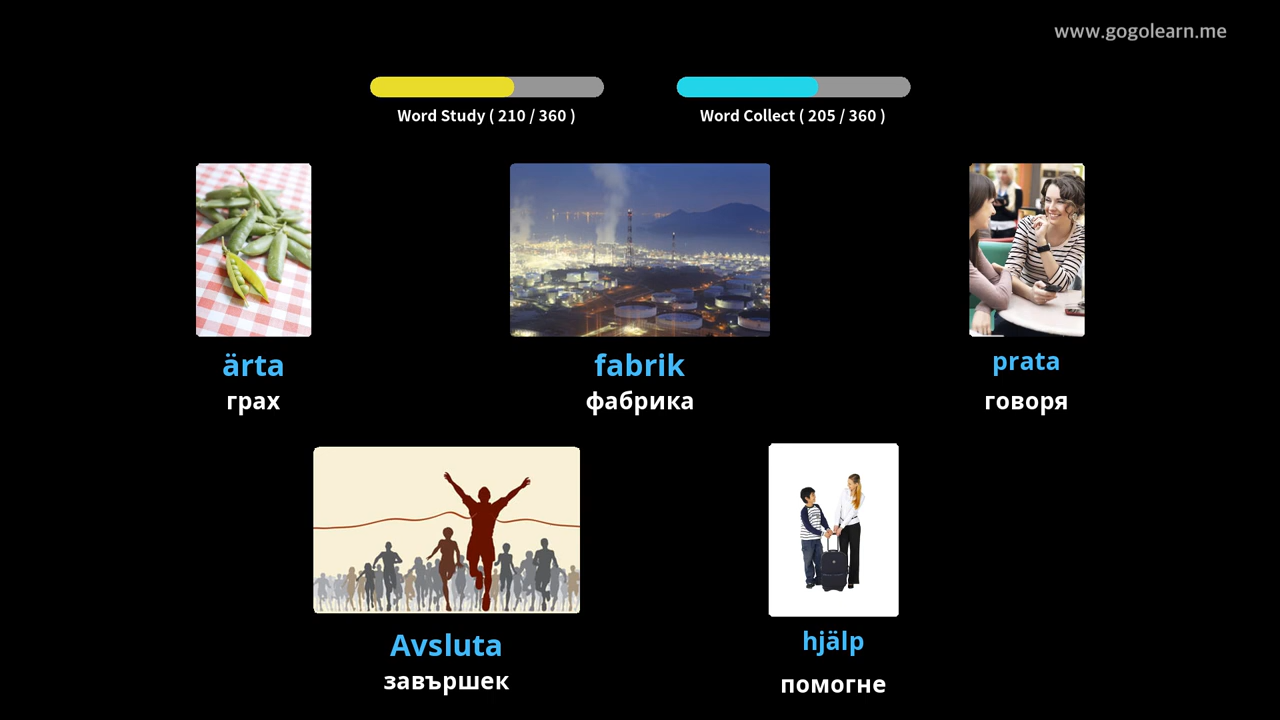 www.gogolearn.me
Word Study ( 210 / 360 )
Word Collect ( 205 / 360 )
ärta
грах
fabrik
фабрика
prata
говоря
Avsluta
завършек
hjälp
помогне